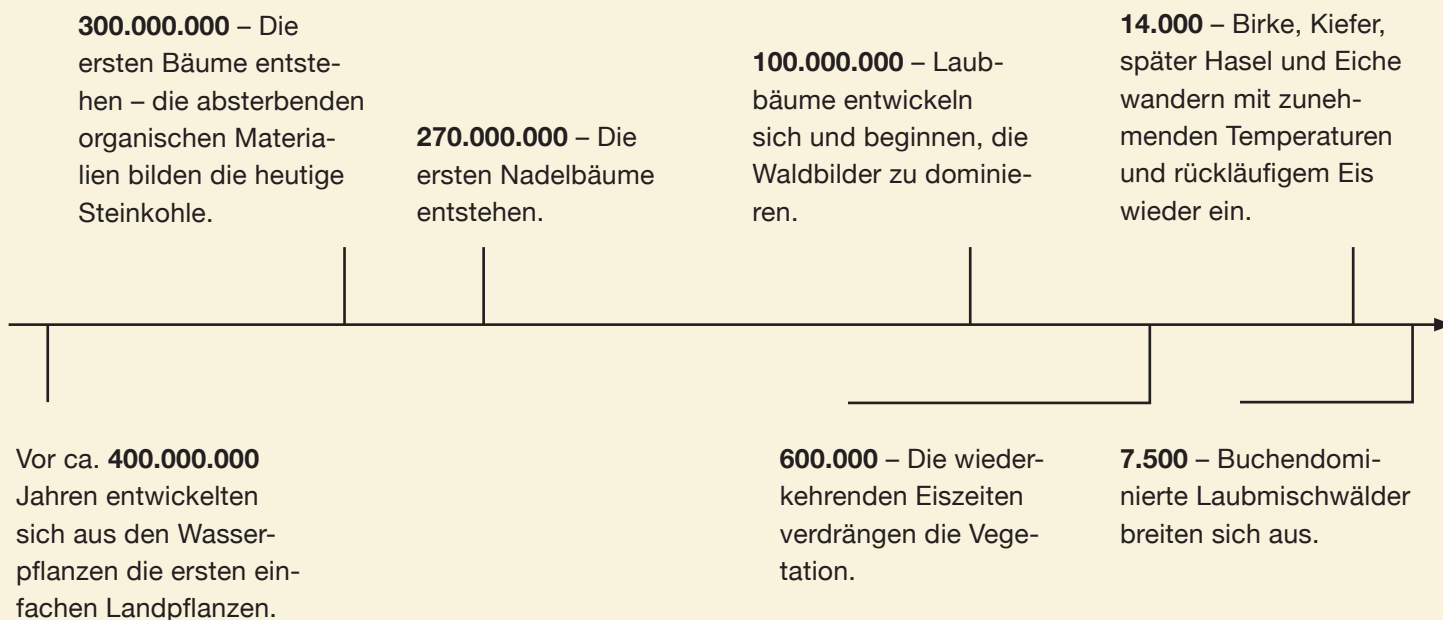 300.000.000 – Die
ersten Bäume entste-
hen – die absterbenden
organischen Materia-
lien bilden die heutige
Steinkohle.
270.000.000 – Die
ersten Nadelbäume
entstehen.
100.000.000 – Laub-
bäume entwickeln
sich und beginnen, die
Waldbilder zu dominie-
ren.
14.000 – Birke, Kiefer,
später Hasel und Eiche
wandern mit zuneh-
menden Temperaturen
und rückläufigem Eis
wieder ein.
Vor ca. 400.000.000
Jahren entwickelten
sich aus den Wasser-
pflanzen die ersten ein-
fachen Landpflanzen.
600.000 – Die wieder-
kehrenden Eiszeiten
verdrängen die Vege-
tation.
7.500 – Buchendomi-
nierte Laubmischwälder
breiten sich aus.